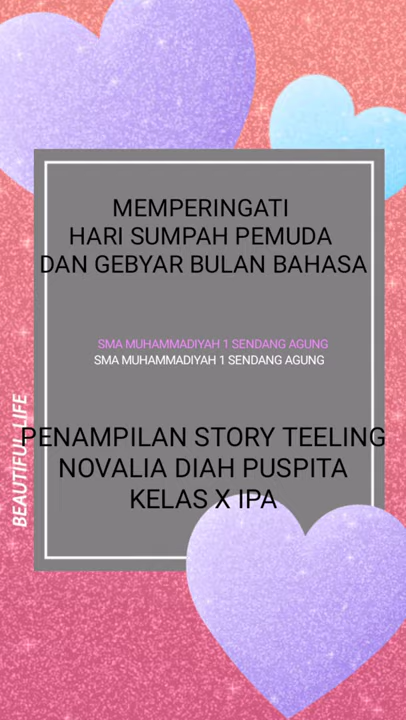 MEMPERINGATI
HARI SUMPAH PEMUDA
DAN GEBYAR BULAN BAHASA
SMA MUHAMMADIYAH 1 SENDANG AGUNG
SMA MUHAMMADIYAH 1 SENDANG AGUNG
BEAUTIFUL LIFE
PENAMPILAN STORY TEELING
NOVALIA DIAH PUSPITA
KELAS X IPA